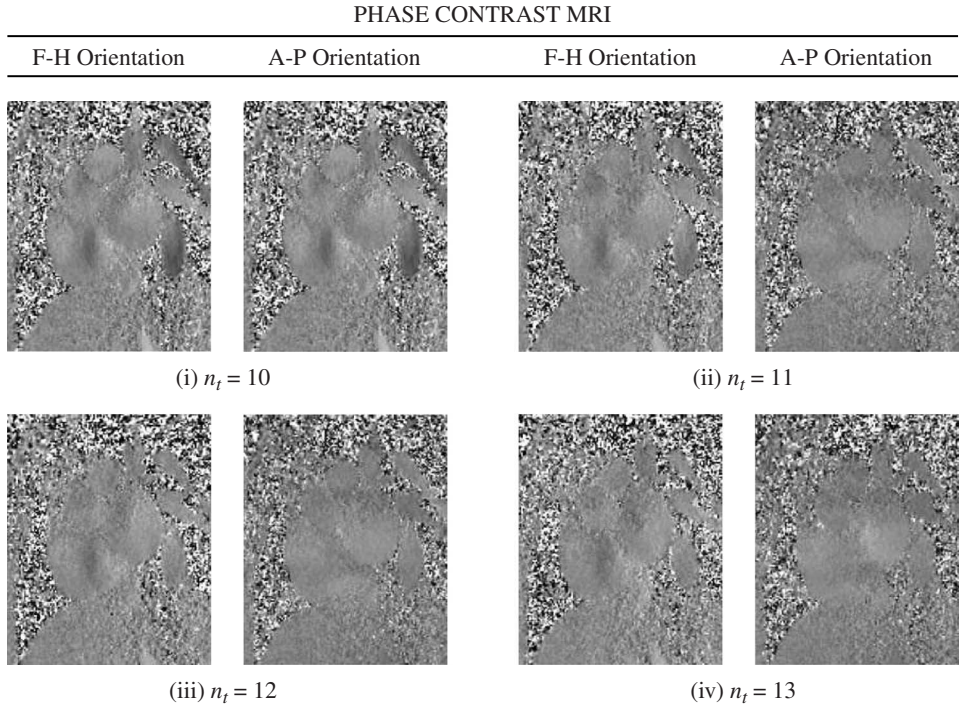 PHASE CONTRAST MRI
F-H Orientation A-P Orientation F-H Orientation A-P Orientation
(i) n_t = 10 (ii) n_t = 11
(iii) n_t = 12 (iv) n_t = 13